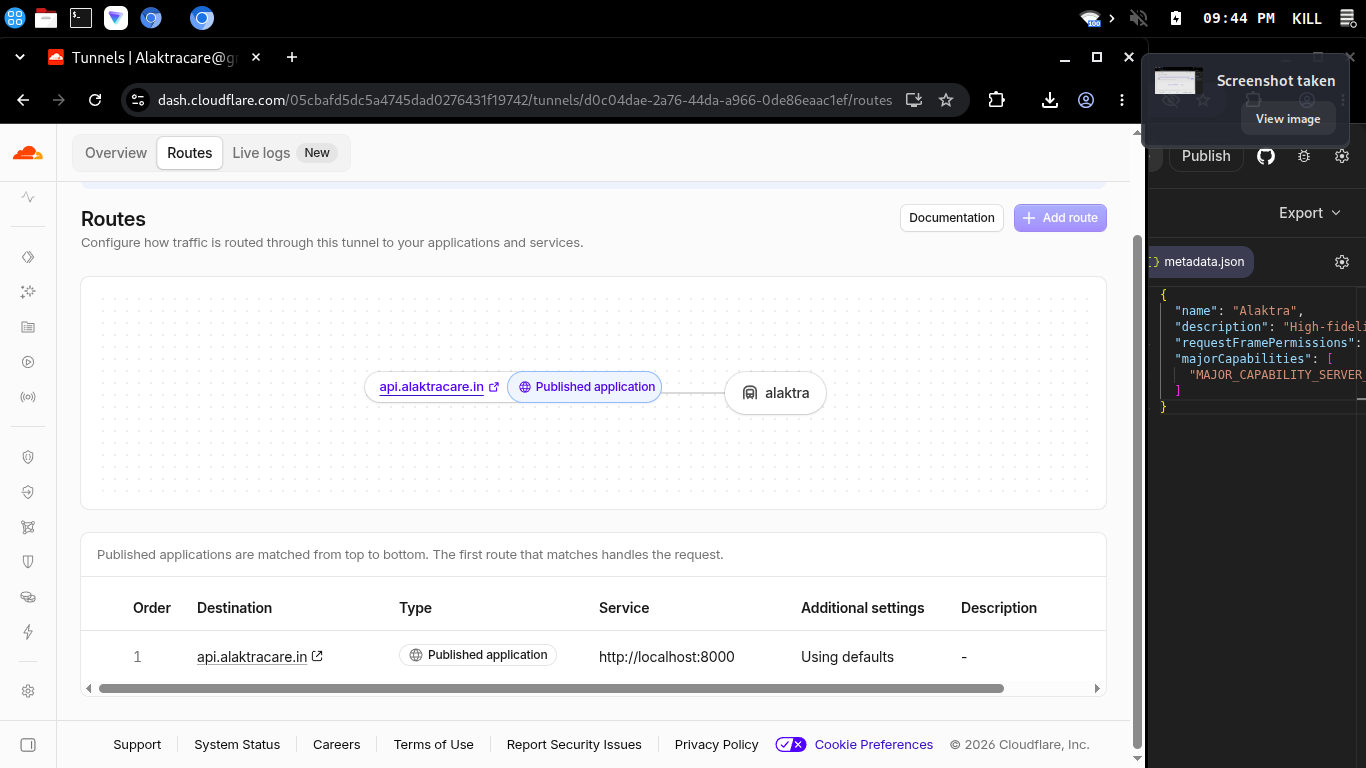 100
09:44 PM
KILL
Tunnels | Alaktracare@g
Screenshot taken
View image
dash.cloudflare.com/05cbafd5dc5a4745dad0276431f19742/tunnels/d0c04dae-2a76-44da-a966-0de86eaac1ef/routes
Overview
Routes
Live logs
New
Publish
Routes
Configure how traffic is routed through this tunnel to your applications and services.
Documentation
+ Add route
Export
metadata.json
{
"name": "Alaktra",
"description": "High-fideli
"requestFramePermissions":
"majorCapabilities": [
"MAJOR_CAPABILITY_SERVER_
]
}
api.alaktracare.in
Published application
alaktra
Published applications are matched from top to bottom. The first route that matches handles the request.
Order Destination Type Service Additional settings Description
1 api.alaktracare.in Published application http://localhost:8000 Using defaults -
Support System Status Careers Terms of Use Report Security Issues Privacy Policy Cookie Preferences © 2026 Cloudflare, Inc.